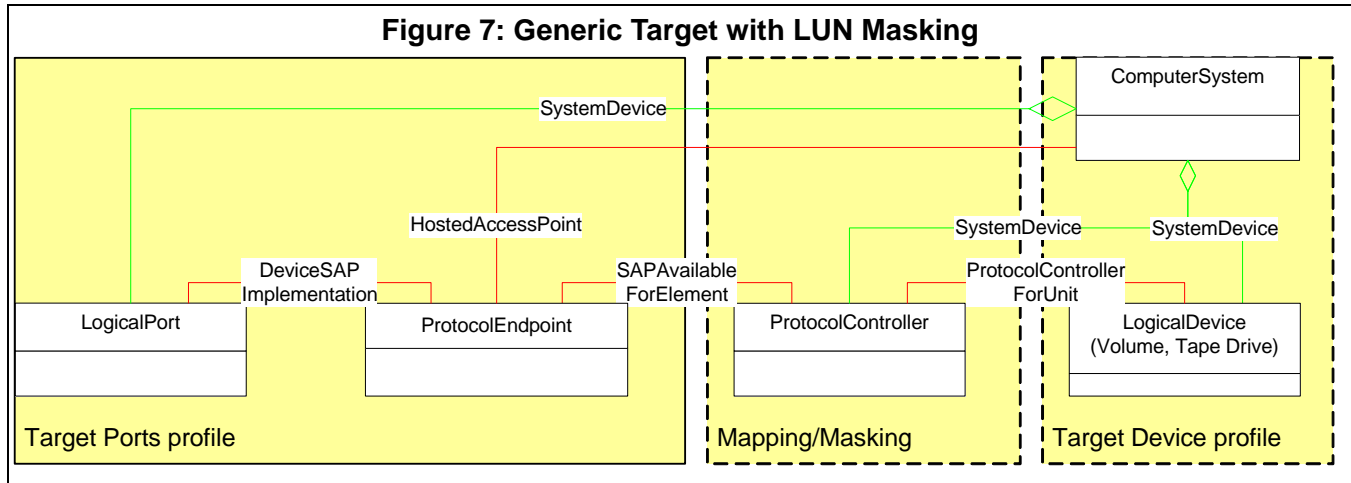 Figure 7: Generic Target with LUN Masking
ComputerSystem
SystemDevice
HostedAccessPoint
SystemDevice
SystemDevice
DeviceSAP
Implementation
SAPAvailable
ForElement
ProtocolController
ForUnit
LogicalPort
ProtocolEndpoint
ProtocolController
LogicalDevice
(Volume, Tape Drive)
Target Ports profile
Mapping/Masking
Target Device profile